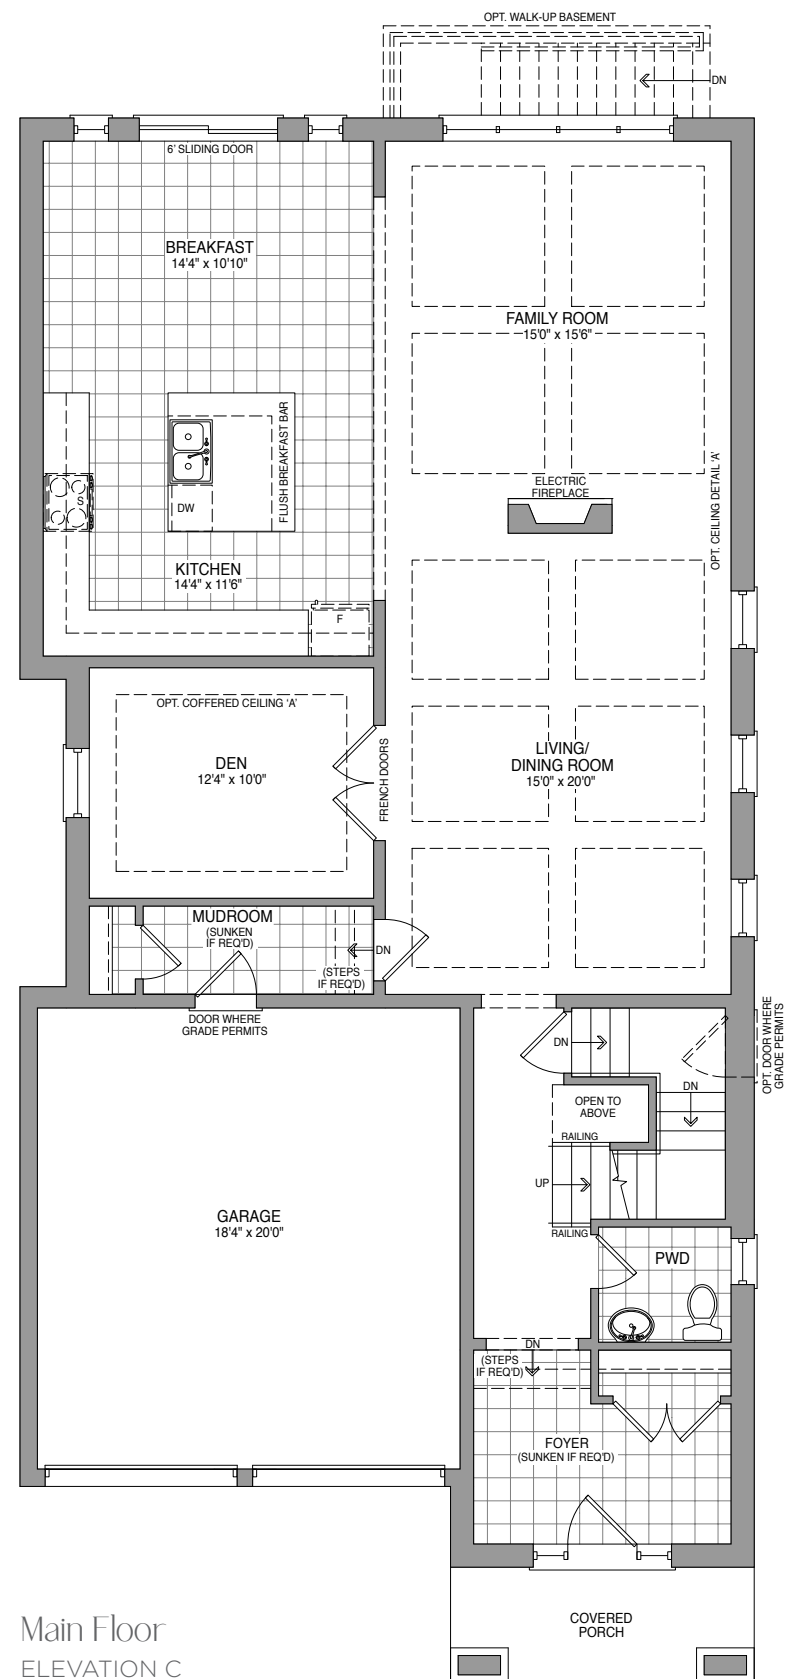 OPT. WALK-UP BASEMENT
DN
6' SLIDING DOOR
BREAKFAST
14'4" x 10'10"
FAMILY ROOM
15'0" x 15'6"
FLUSH BREAKFAST BAR
S
DW
ELECTRIC
FIREPLACE
OPT. CEILING DETAIL 'A'
KITCHEN
14'4" x 11'6"
F
OPT. COFFERED CEILING 'A'
DEN
12'4" x 10'0"
FRENCH DOORS
LIVING/
DINING ROOM
15'0" x 20'0"
MUDROOM
(SUNKEN
IF REQ'D)
DN
(STEPS
IF REQ'D)
DOOR WHERE
GRADE PERMITS
DN
OPT. DOOR WHERE
GRADE PERMITS
DN
OPEN TO
ABOVE
RAILING
UP
RAILING
GARAGE
18'4" x 20'0"
PWD
DN
(STEPS
IF REQ'D)
FOYER
(SUNKEN IF REQ'D)
COVERED
PORCH
Main Floor
ELEVATION C